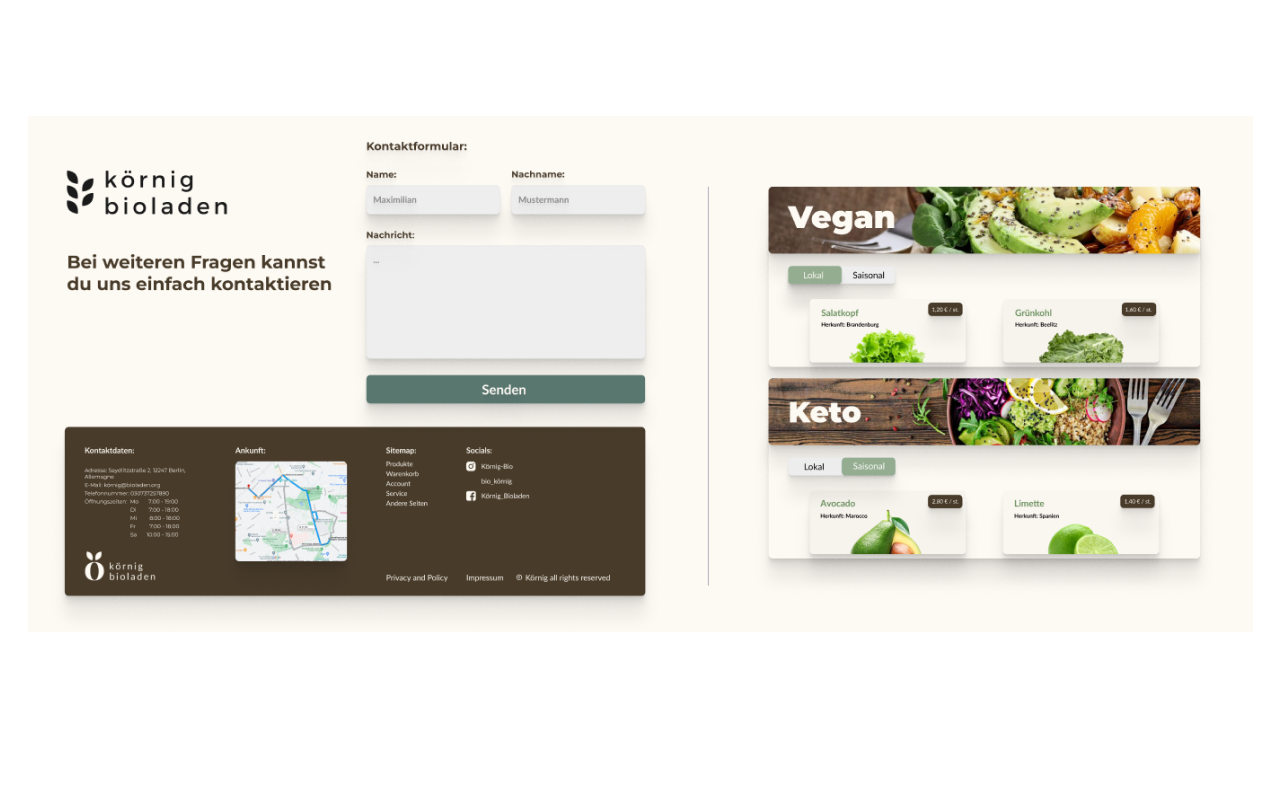 körnig
bioladen
Bei weiteren Fragen kannst
du uns einfach kontaktieren
Kontaktformular:
Name:
Nachname:
Maximilian
Mustermann
Nachricht:
...
Senden
Kontaktdaten:
Adresse: Seydlitzstraße 2, 12247 Berlin,
Allemagne
E-Mail: körnig@bioladen.org
Telefonnummer: 030737257890
Öffnungszeiten: Mo 7:00 - 19:00
Di 7:00 - 18:00
Mi 8:00 - 18:00
Fr 7:00 - 18:00
Sa 10:00 - 15:00
körnig
bioladen
Ankunft:
Sitemap:
Produkte
Warenkorb
Account
Service
Andere Seiten
Socials:
Körnig-Bio
bio_körnig
Körnig_Bioladen
Privacy and Policy
Impressum
© Körnig all rights reserved
Vegan
Lokal
Saisonal
Salatkopf
1,20 € / st.
Herkunft: Brandenburg
Grünkohl
1,60 € / st.
Herkunft: Beelitz
Keto
Lokal
Saisonal
Avocado
2,80 € / st.
Herkunft: Marocco
Limette
1,40 € / st.
Herkunft: Spanien